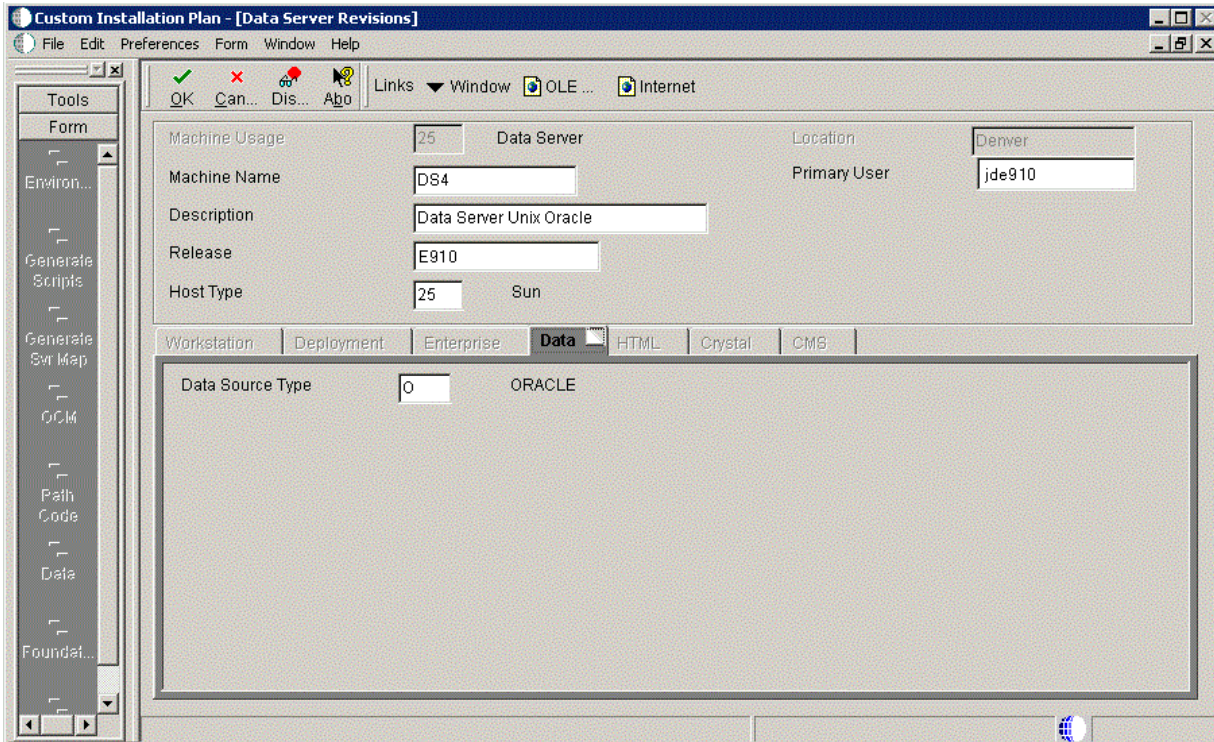 Custom Installation Plan - [Data Server Revisions]
File Edit Preferences Form Window Help
OK Can... Dis... Abo Links Window OLE ... Internet
Tools
Form
Environ...
Generate Scripts
Generate Svr Map
OCM
Path Code
Data
Foundat...
Machine Usage 25 Data Server Location Denver
Machine Name DS4 Primary User jde910
Description Data Server Unix Oracle
Release E910
Host Type 25 Sun
Workstation Deployment Enterprise Data HTML Crystal CMS
Data Source Type O ORACLE